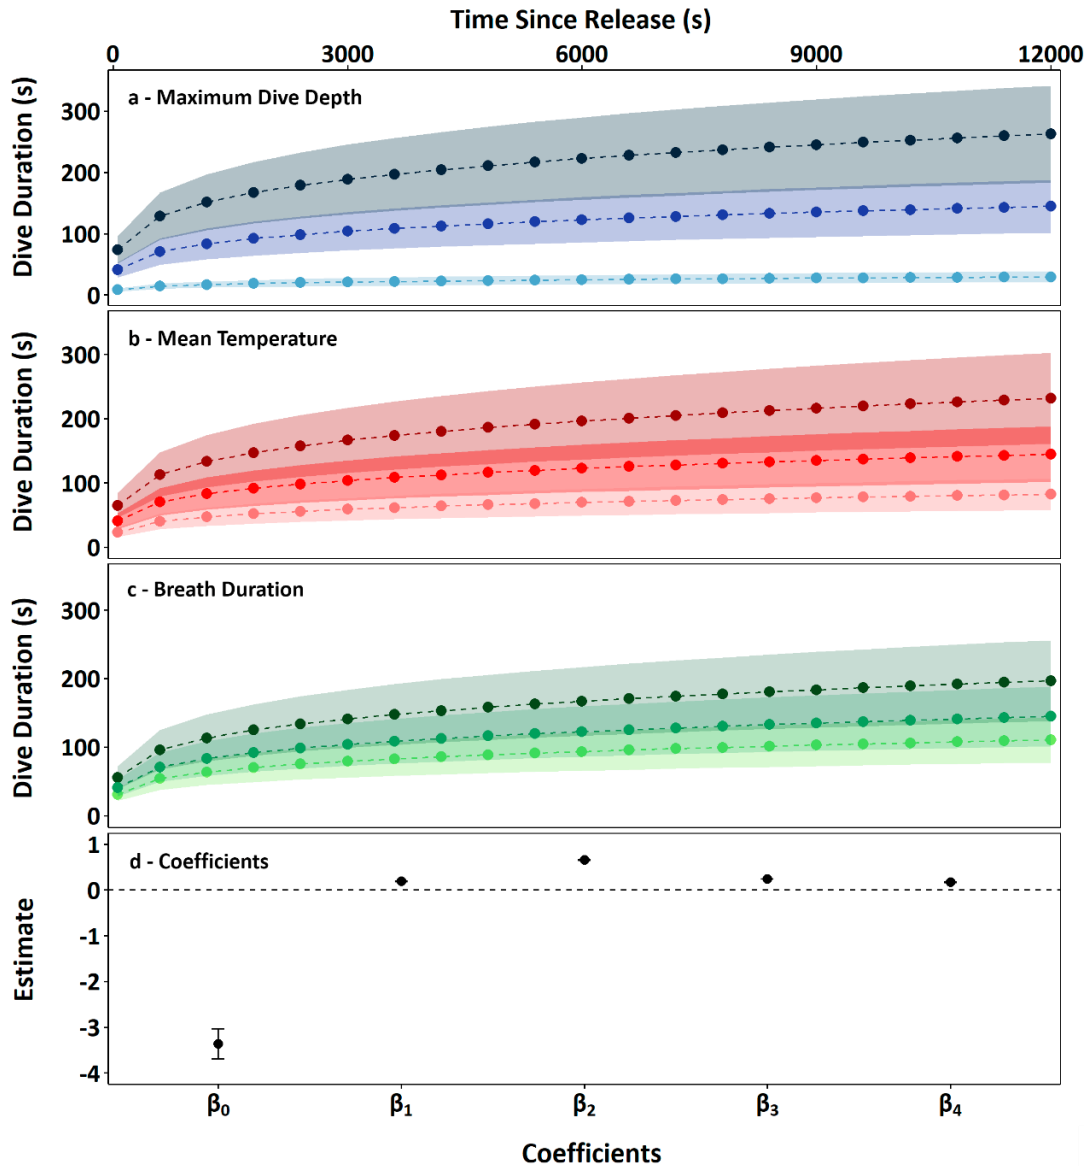 Time Since Release (s)
0 3000 6000 9000 12000
a - Maximum Dive Depth
Dive Duration (s)
300
200
100
0
b - Mean Temperature
Dive Duration (s)
300
200
100
0
c - Breath Duration
Dive Duration (s)
300
200
100
0
d - Coefficients
Estimate
1
0
-1
-2
-3
-4
β₀ β₁ β₂ β₃ β₄
Coefficients